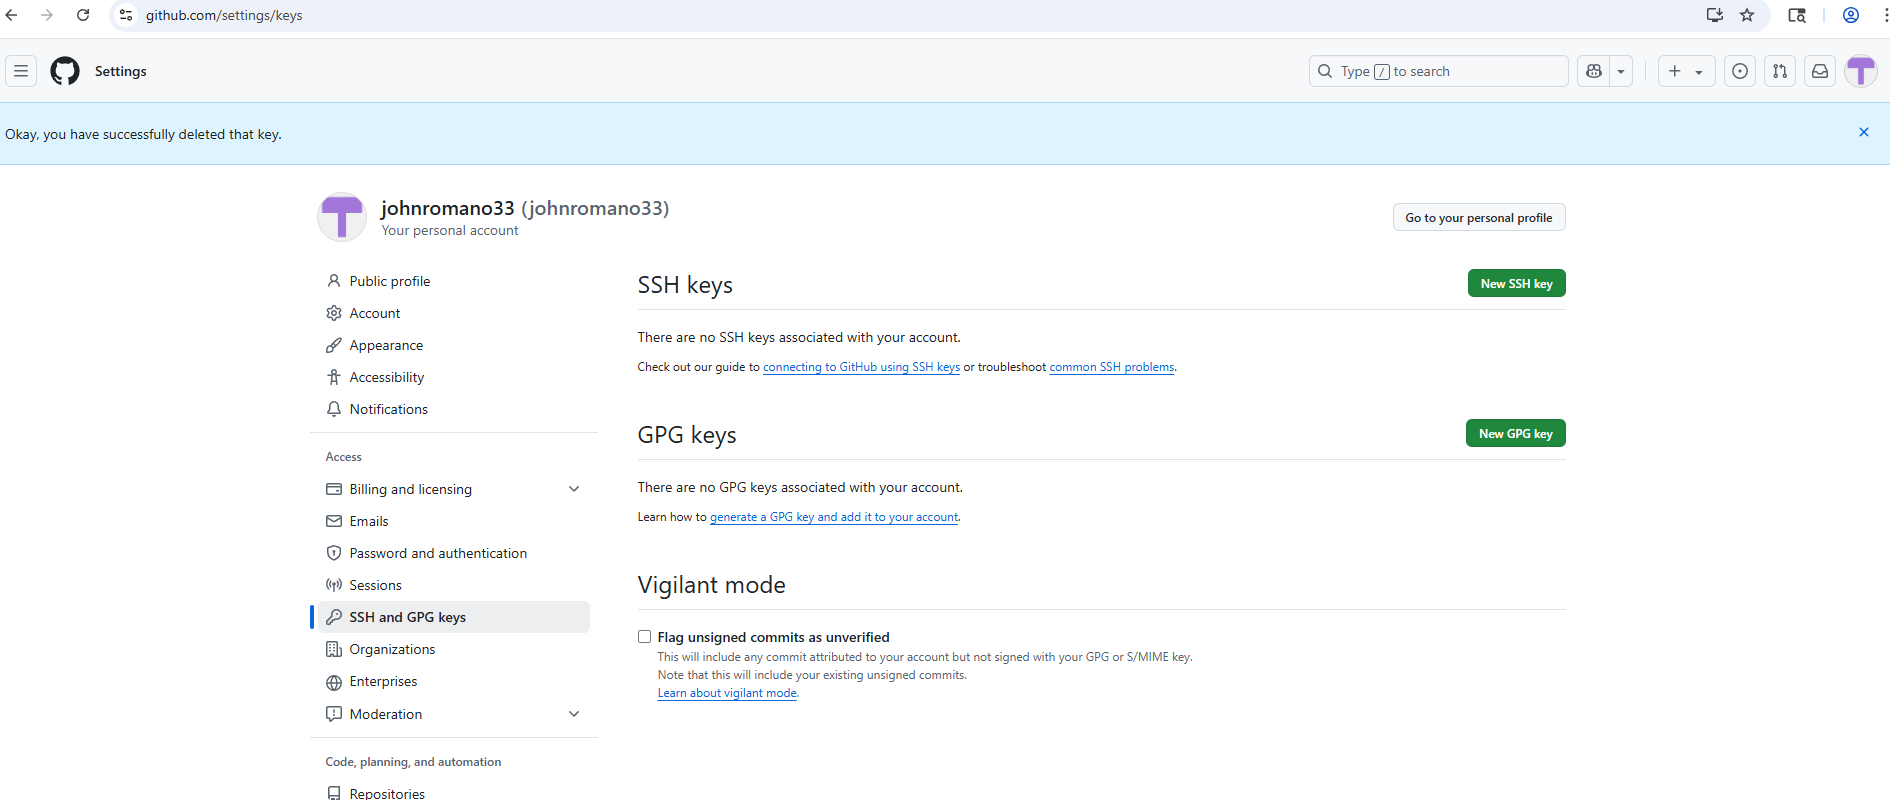 github.com/settings/keys
Settings
Type / to search
Okay, you have successfully deleted that key.
johnromano33 (johnromano33)
Your personal account
Go to your personal profile
Public profile
Account
Appearance
Accessibility
Notifications
Access
Billing and licensing
Emails
Password and authentication
Sessions
SSH and GPG keys
Organizations
Enterprises
Moderation
Code, planning, and automation
Repositories
SSH keys
New SSH key
There are no SSH keys associated with your account.
Check out our guide to connecting to GitHub using SSH keys or troubleshoot common SSH problems.
GPG keys
New GPG key
There are no GPG keys associated with your account.
Learn how to generate a GPG key and add it to your account.
Vigilant mode
Flag unsigned commits as unverified
This will include any commit attributed to your account but not signed with your GPG or S/MIME key.
Note that this will include your existing unsigned commits.
Learn about vigilant mode.